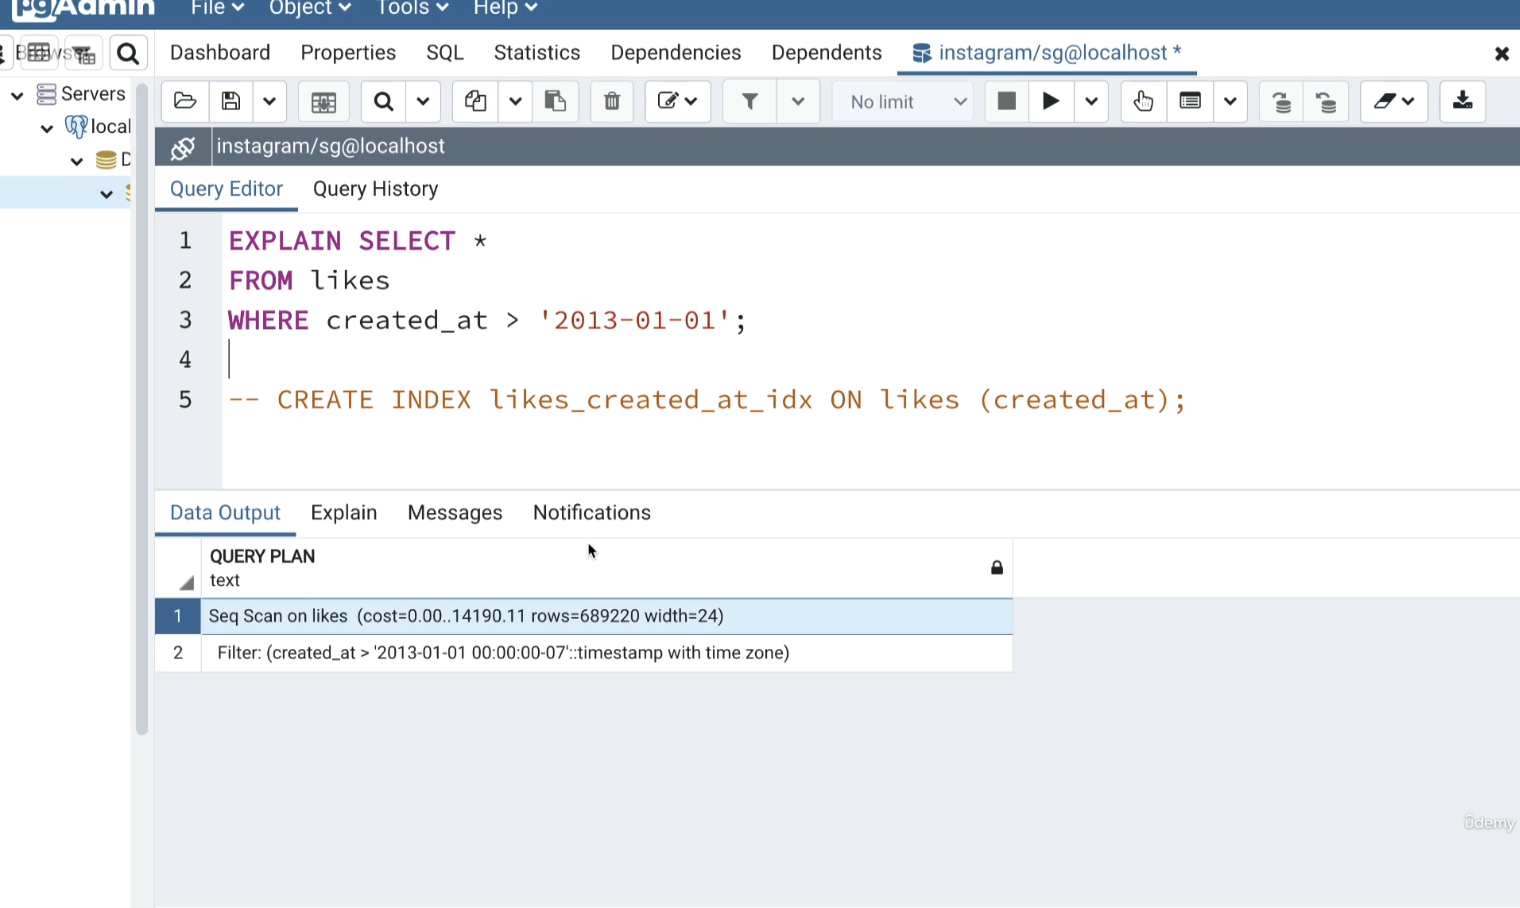 pgAdmin File Object Tools Help
Browser Dashboard Properties SQL Statistics Dependencies Dependents instagram/sg@localhost *
Servers
local
D
No limit
instagram/sg@localhost
Query Editor Query History
1 EXPLAIN SELECT *
2 FROM likes
3 WHERE created_at > '2013-01-01';
4
5 -- CREATE INDEX likes_created_at_idx ON likes (created_at);
Data Output Explain Messages Notifications
QUERY PLAN
text
1 Seq Scan on likes (cost=0.00..14190.11 rows=689220 width=24)
2 Filter: (created_at > '2013-01-01 00:00:00-07'::timestamp with time zone)
ûdemy